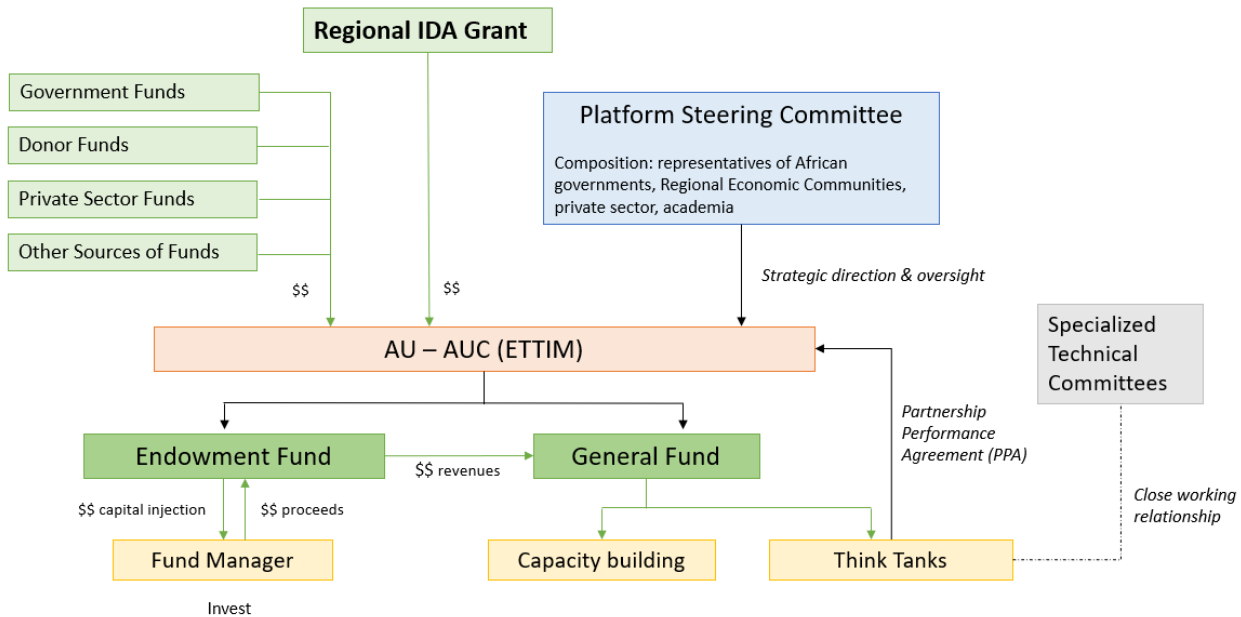 Regional IDA Grant
Government Funds
Donor Funds
Private Sector Funds
Other Sources of Funds
$$
$$
Platform Steering Committee
Composition: representatives of African
governments, Regional Economic Communities,
private sector, academia
Strategic direction & oversight
AU – AUC (ETTIM)
Specialized
Technical
Committees
Partnership
Performance
Agreement (PPA)
Endowment Fund
$$ revenues
General Fund
$$ capital injection
$$ proceeds
Close working
relationship
Fund Manager
Capacity building
Think Tanks
Invest